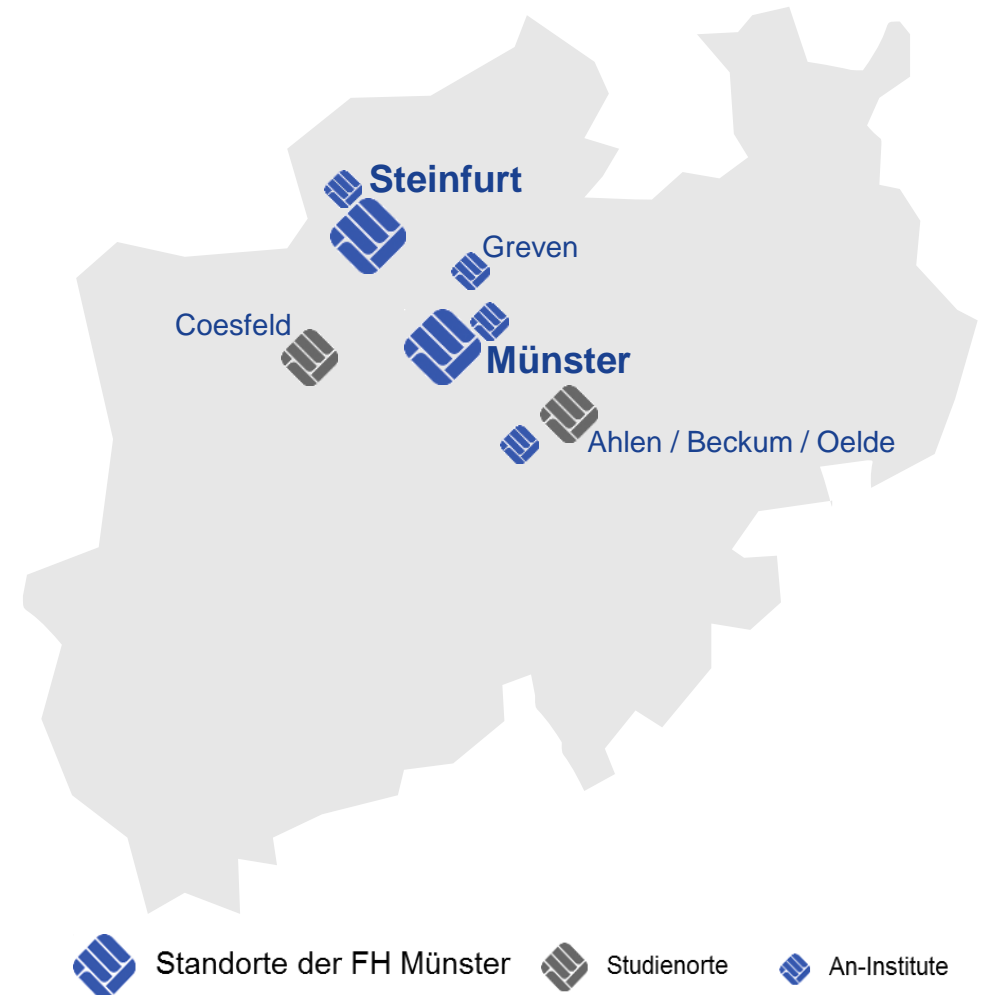 Steinfurt
Greven
Coesfeld
Münster
Ahlen / Beckum / Oelde
Standorte der FH Münster
Studienorte
An-Institute